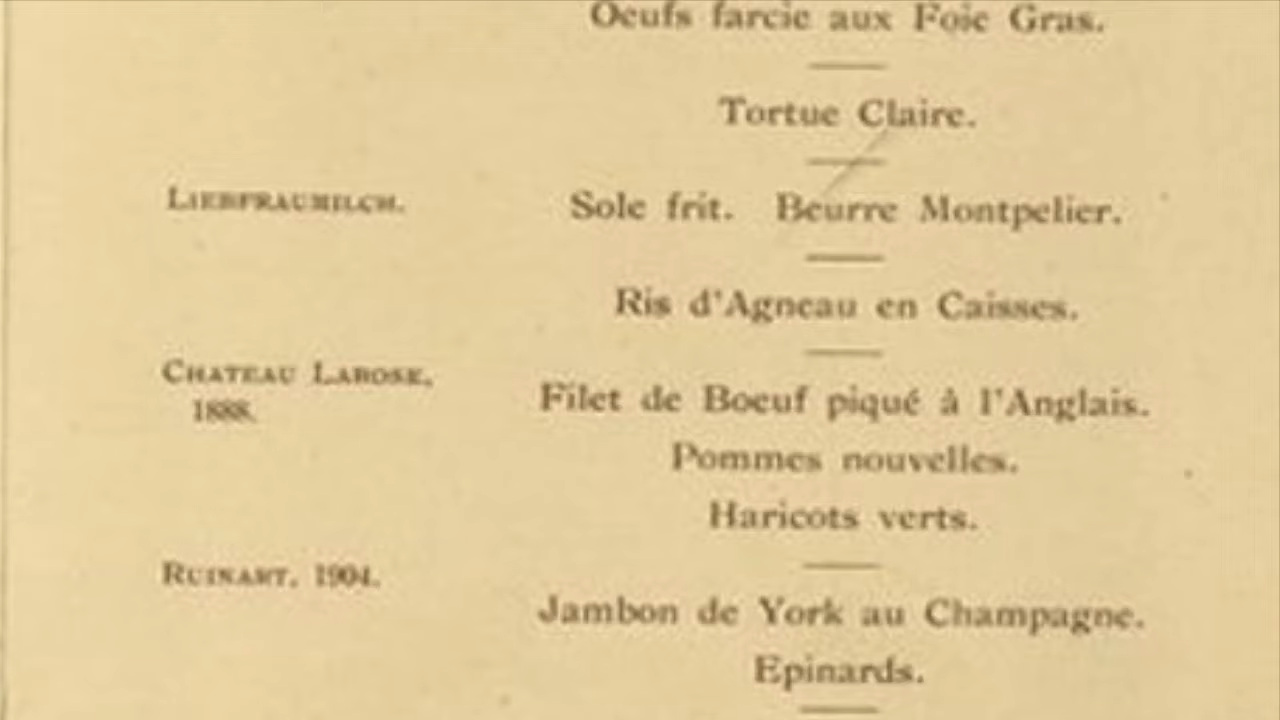 Oeufs farcie aux Foie Gras.
Tortue Claire.
LIEBFRAUMILCH.
Sole frit. Beurre Montpelier.
Ris d'Agneau en Caisses.
CHATEAU LAROSE,
1888.
Filet de Boeuf piqué à l'Anglais.
Pommes nouvelles.
Haricots verts.
RUINART, 1904.
Jambon de York au Champagne.
Epinards.